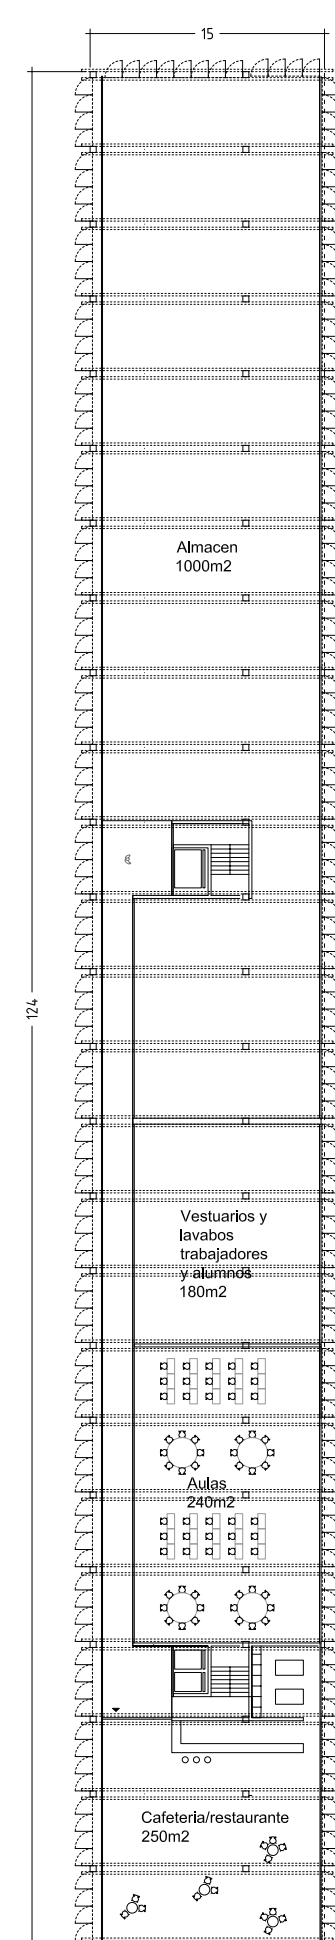 15
Almacen
1000m2
124
Vestuarios y
lavabos
trabajadores
y alumnos
180m2
Aulas
240m2
Cafeteria/restaurante
250m2